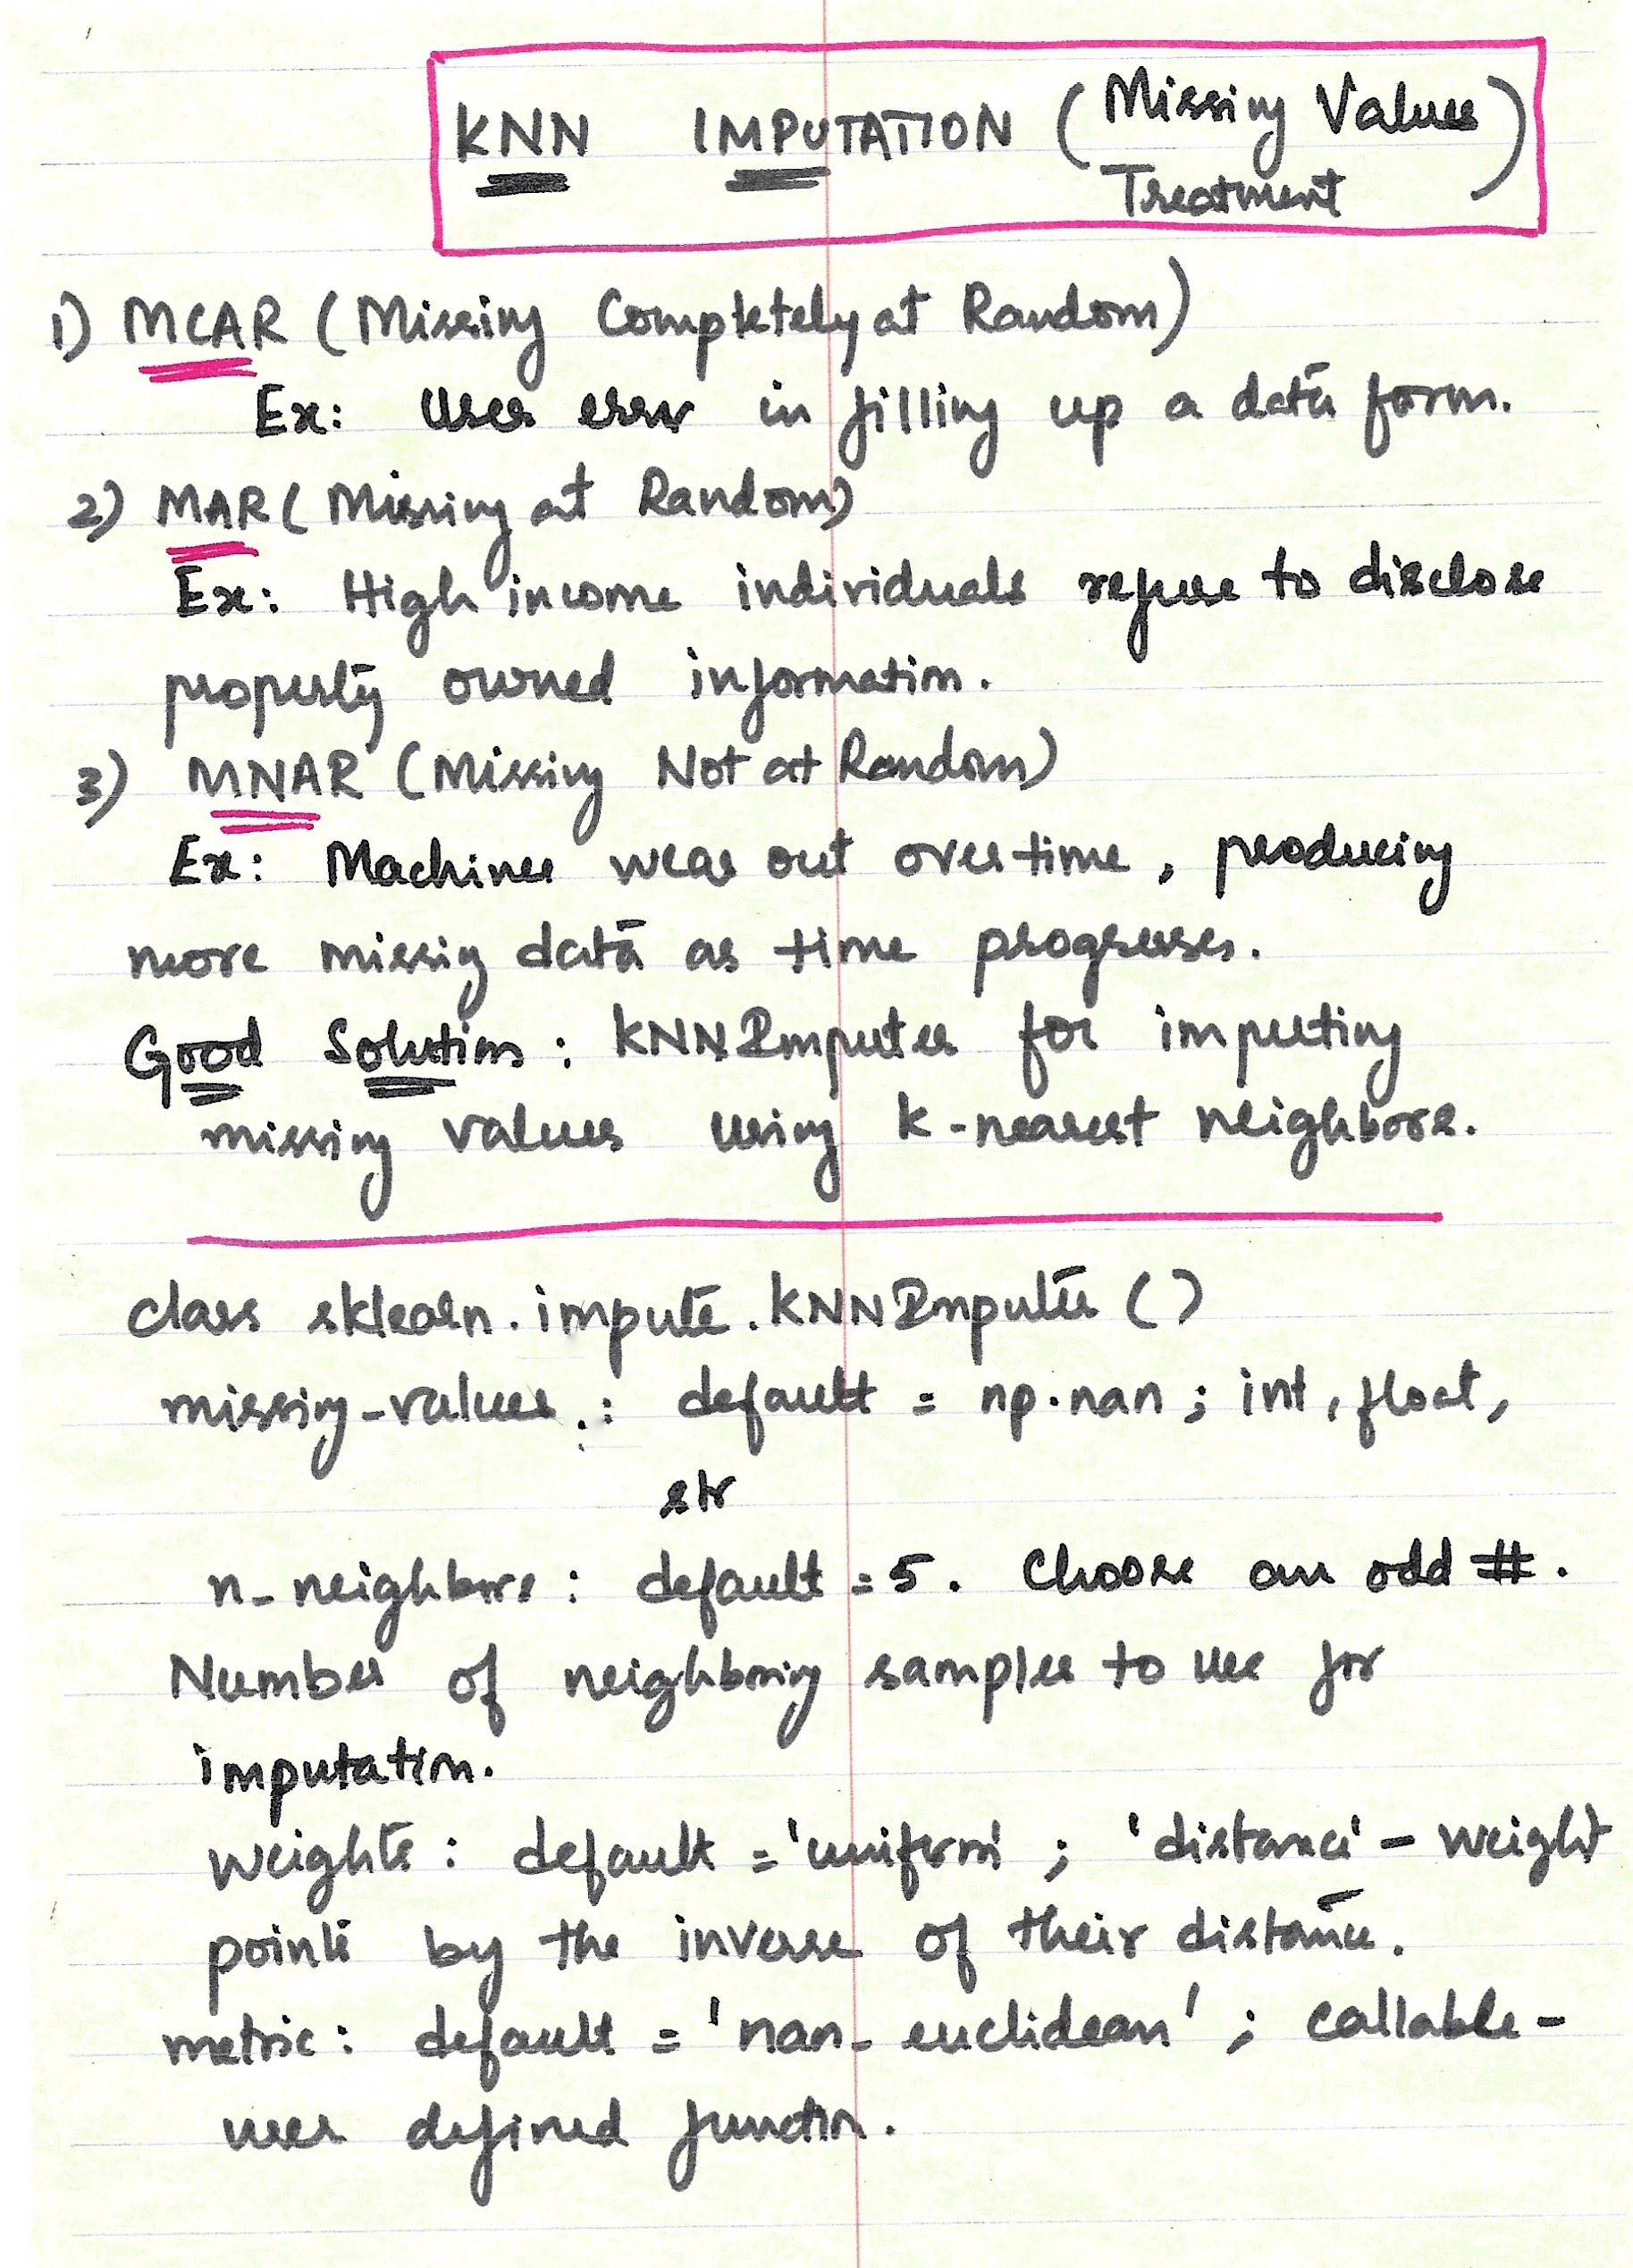 KNN IMPUTATION (Missing Values
Treatment)
1) MCAR (Missing Completely at Random)
Ex: User error in filling up a data form.
2) MAR (Missing at Random)
Ex: High income individuals refuse to disclose
property owned information.
3) MNAR (Missing Not at Random)
Ex: Machines wear out over time, producing
more missig data as time progresses.
Good Solution: KNNImputer for imputing
missing values using k-nearest neighbors.
class sklearn.impute.KNNImputer ()
missing-values.: default = np.nan; int, float,
str
n_neighbors: default = 5. Choose an odd #.
Number of neighboring samples to use for
imputation.
weights: default = 'uniform'; 'distance' - weight
points by the inverse of their distance.
metric: default = 'nan_euclidean'; callable -
user defined function.